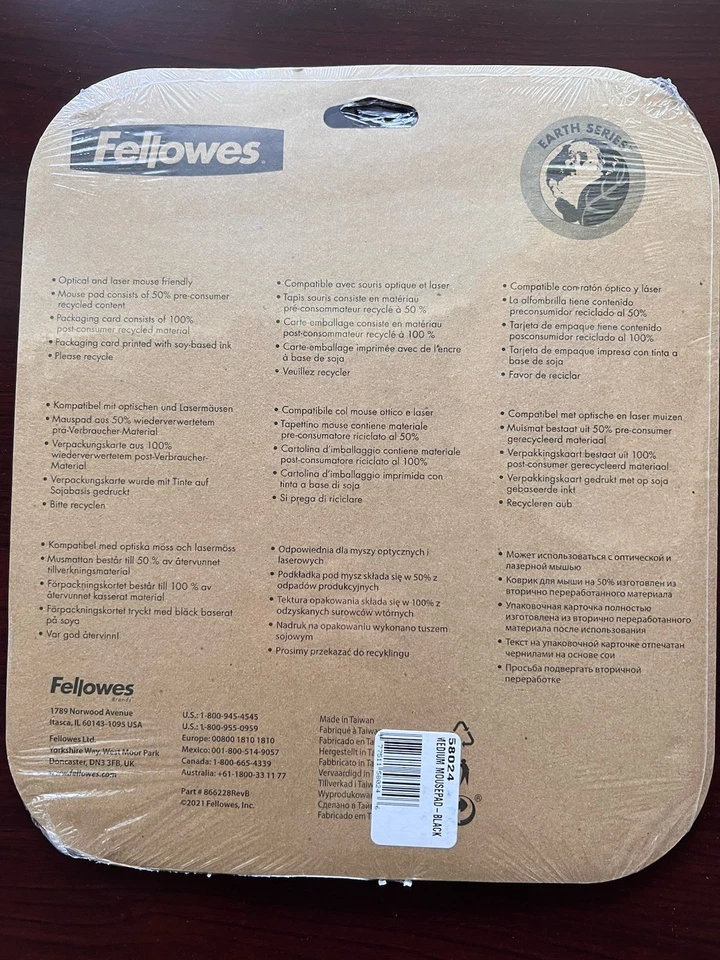 Fellowes®
EARTH SERIES
• Optical and laser mouse friendly
• Mouse pad consists of 50% pre-consumer
recycled content
• Packaging card consists of 100%
post-consumer recycled material
• Packaging card printed with soy-based ink
• Please recycle
• Compatible avec souris optique et laser
• Tapis souris consiste en matériau
pré-consommateur recyclé à 50 %
• Carte-emballage consiste en matériau
post-consommateur recyclé à 100 %
• Carte-emballage imprimée avec de l'encre
à base de soja
• Veuillez recycler
• Compatible con ratón óptico y láser
• La alfombrilla tiene contenido
preconsumidor reciclado al 50%
• Tarjeta de empaque tiene contenido
posconsumidor reciclado al 100%
• Tarjeta de empaque impresa con tinta a
base de soja
• Favor de reciclar
• Kompatibel mit optischen und Lasermäusen
• Mauspad aus 50% wiederverwertetem
pra-Verbraucher-Material
• Verpackungskarte aus 100%
wiederverwertetem post-Verbraucher-
Material
• Verpackungskarte wurde mit Tinte auf
Sojabasis gedruckt
• Bitte recyclen
• Compatibile col mouse ottico e laser
• Tapettino mouse contiene materiale
pre-consumatore riciclato al 50%
• Cartolina d'imballaggio contiene materiale
post-consumatore riciclato al 100%
• Cartolina d'imballaggio imprimida con
tinta a base di soja
• Si prega di riciclare
• Compatibel met optische en laser muizen
• Muismat bestaat uit 50% pre-consumer
gerecycleerd materiaal
• Verpakkingskaart bestaat uit 100%
post-consumer gerecycleerd materiaal
• Verpakkingskaart gedrukt met op soja
gebaseerde inkt
• Recycleren aub
• Kompatibel med optiska möss och lasermöss
• Musmattan består till 50 % av återvunnet
tillverkningsmaterial
• Förpackningskortet består till 100 % av
återvunnet kasserat material
• Förpackningskortet tryckt med bläck baserat
på soya
• Var god återvinn!
• Odpowiednia dla myszy optycznych i
laserowych
• Podkładka pod mysz składa się w 50% z
odpadów produkcyjnych
• Tektura opakowania składa się w 100% z
odzyskanych surowców wtórnych
• Nadruk na opakowaniu wykonano tuszem
sojowym
• Prosimy przekazać do recyklingu
• Может использоваться с оптической и
лазерной мышью
• Коврик для мыши на 50% изготовлен из
вторично переработанного материала
• Упаковочная карточка полностью
изготовлена из вторично переработанного
материала после использования
• Текст на упаковочной карточке отпечатан
чернилами на основе сои
• Просьба подвергать вторичной
переработке
Fellowes
Brands
1789 Norwood Avenue
Itasca, IL 60143-1095 USA
Fellowes Ltd.
Yorkshire Way, West Moor Park
Doncaster, DN3 3FB, UK
www.fellowes.com
U.S.: 1-800-945-4545
U.S.: 1-800-955-0959
Europe: 00800 1810 1810
Mexico: 001-800-514-9057
Canada: 1-800-665-4339
Australia: +61-1800-33 11 77
Part # 866228RevB
©2021 Fellowes, Inc.
Made in Taiwan
Fabriqué à Taiwa
Fabricado en Ta
Hergestellt in T
Fabbricato in Ta
Vervaardigd in
Tillverkad i Taiw
Wyprodukowa
Сделано в Тай
Fabricado em T
58024
MEDIUM MOUSEPAD - BLACK
®